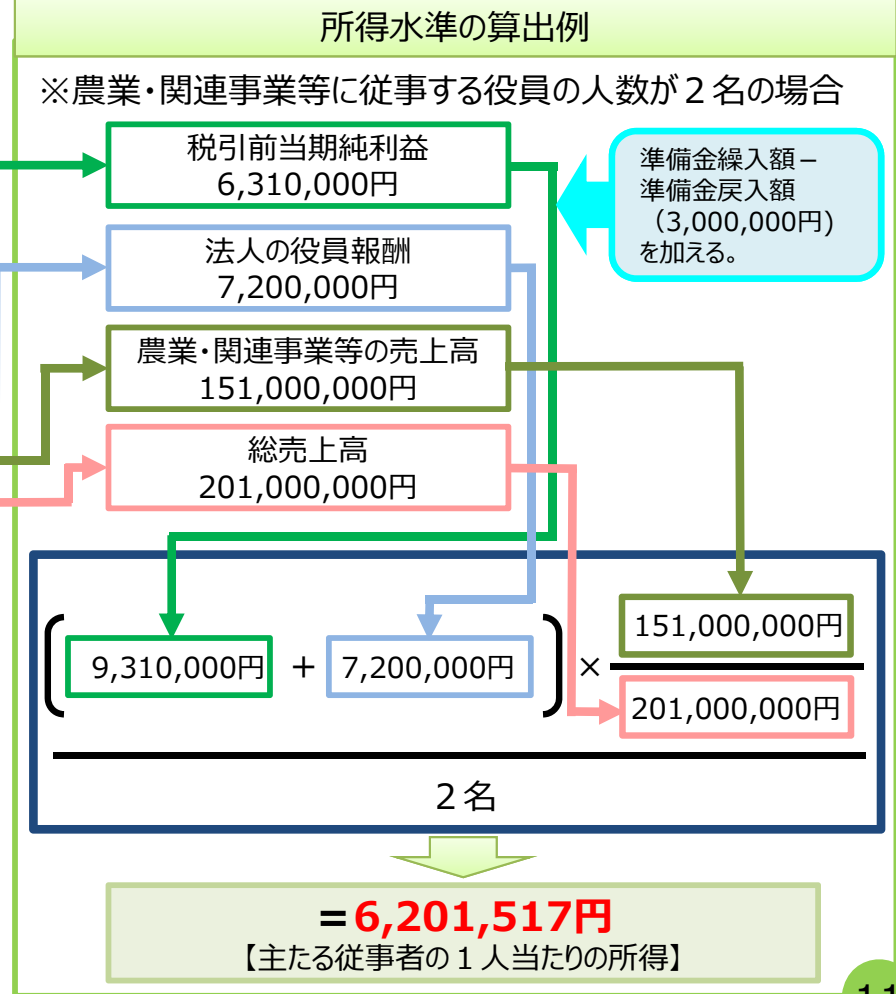 所得水準の算出例
※農業・関連事業等に従事する役員の人数が２名の場合
税引前当期純利益
6,310,000円
準備金繰入額－
準備金戻入額
（3,000,000円)
を加える。
法人の役員報酬
7,200,000円
農業・関連事業等の売上高
151,000,000円
総売上高
201,000,000円
9,310,000円 ＋ 7,200,000円 × 151,000,000円
201,000,000円
２名
＝6,201,517円
【主たる従事者の１人当たりの所得】
11